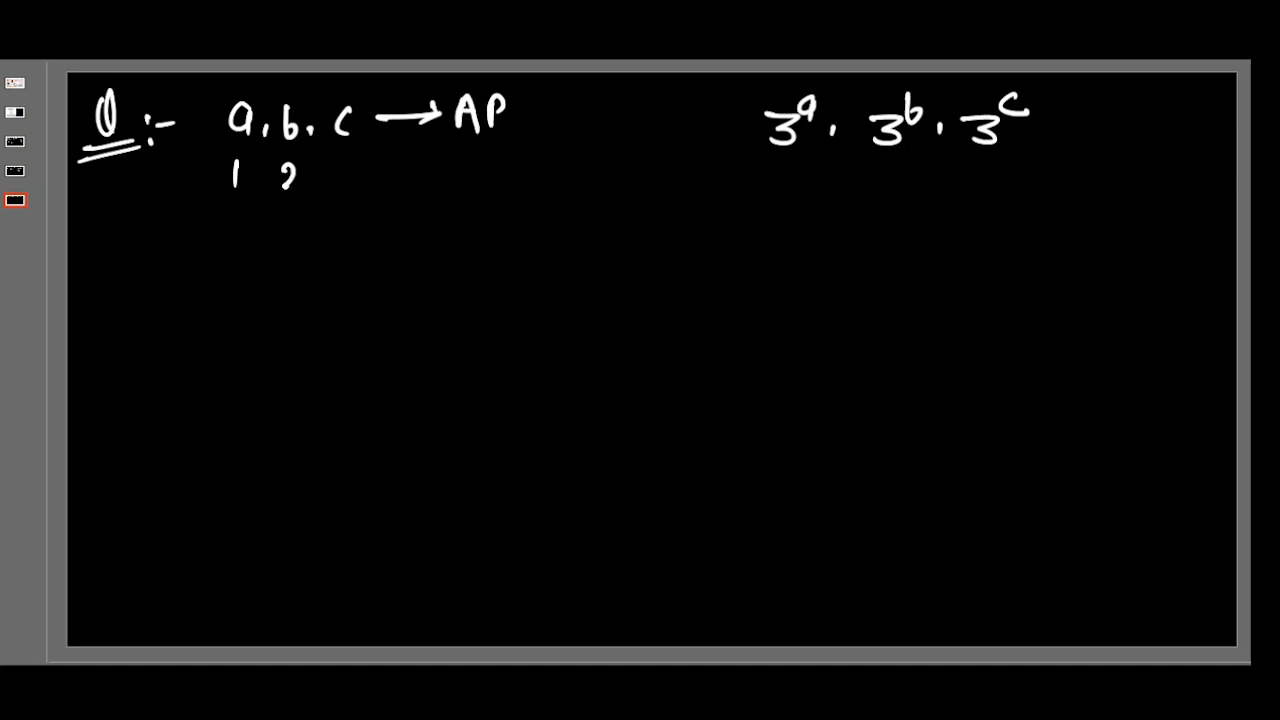 Q :- a, b, c → AP 3^a, 3^b, 3^c
1 2